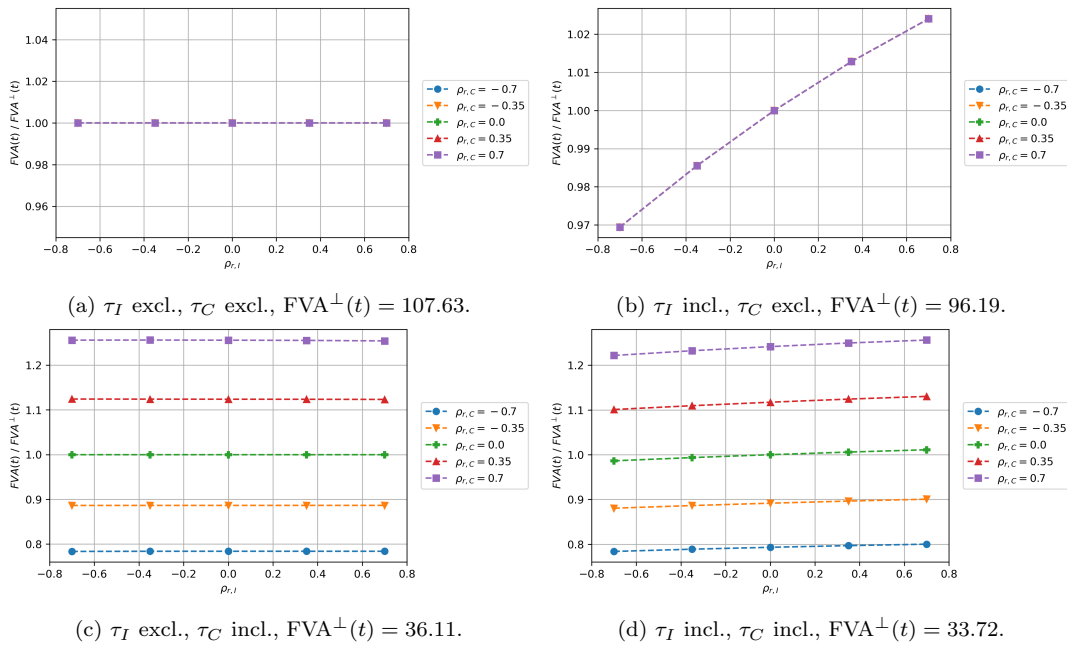 1.04
1.02
1.00
0.98
0.96
FVA(t) / FVA⊥(t)
−0.8 −0.6 −0.4 −0.2 0.0 0.2 0.4 0.6 0.8
ρr,I
ρr,C = −0.7
ρr,C = −0.35
ρr,C = 0.0
ρr,C = 0.35
ρr,C = 0.7
(a) τI excl., τC excl., FVA⊥(t) = 107.63.
1.02
1.01
1.00
0.99
0.98
0.97
FVA(t) / FVA⊥(t)
−0.8 −0.6 −0.4 −0.2 0.0 0.2 0.4 0.6 0.8
ρr,I
ρr,C = −0.7
ρr,C = −0.35
ρr,C = 0.0
ρr,C = 0.35
ρr,C = 0.7
(b) τI incl., τC excl., FVA⊥(t) = 96.19.
1.2
1.1
1.0
0.9
0.8
FVA(t) / FVA⊥(t)
−0.8 −0.6 −0.4 −0.2 0.0 0.2 0.4 0.6 0.8
ρr,I
ρr,C = −0.7
ρr,C = −0.35
ρr,C = 0.0
ρr,C = 0.35
ρr,C = 0.7
(c) τI excl., τC incl., FVA⊥(t) = 36.11.
1.2
1.1
1.0
0.9
0.8
FVA(t) / FVA⊥(t)
−0.8 −0.6 −0.4 −0.2 0.0 0.2 0.4 0.6 0.8
ρr,I
ρr,C = −0.7
ρr,C = −0.35
ρr,C = 0.0
ρr,C = 0.35
ρr,C = 0.7
(d) τI incl., τC incl., FVA⊥(t) = 33.72.